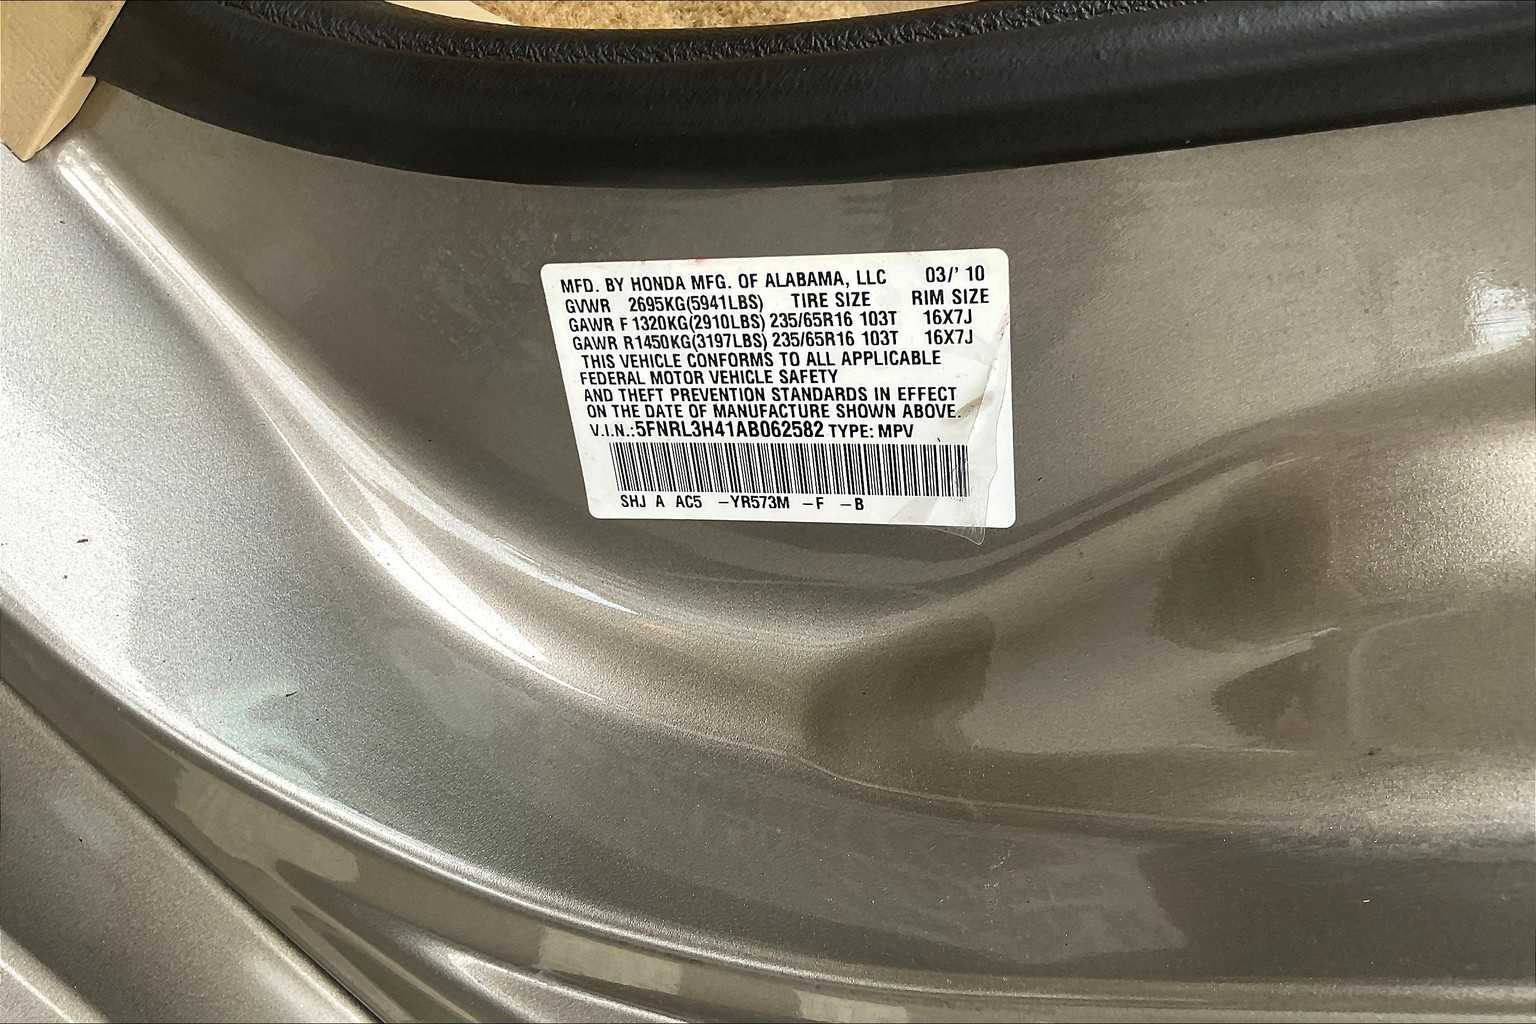 MFD. BY HONDA MFG. OF ALABAMA, LLC 03/' 10
GVWR 2695KG(5941LBS) TIRE SIZE RIM SIZE
GAWR F 1320KG(2910LBS) 235/65R16 103T 16X7J
GAWR R1450KG(3197LBS) 235/65R16 103T 16X7J
THIS VEHICLE CONFORMS TO ALL APPLICABLE
FEDERAL MOTOR VEHICLE SAFETY
AND THEFT PREVENTION STANDARDS IN EFFECT
ON THE DATE OF MANUFACTURE SHOWN ABOVE.
V.I.N.:5FNRL3H41AB062582 TYPE: MPV
SHJ A AC5 –YR573M –F –B